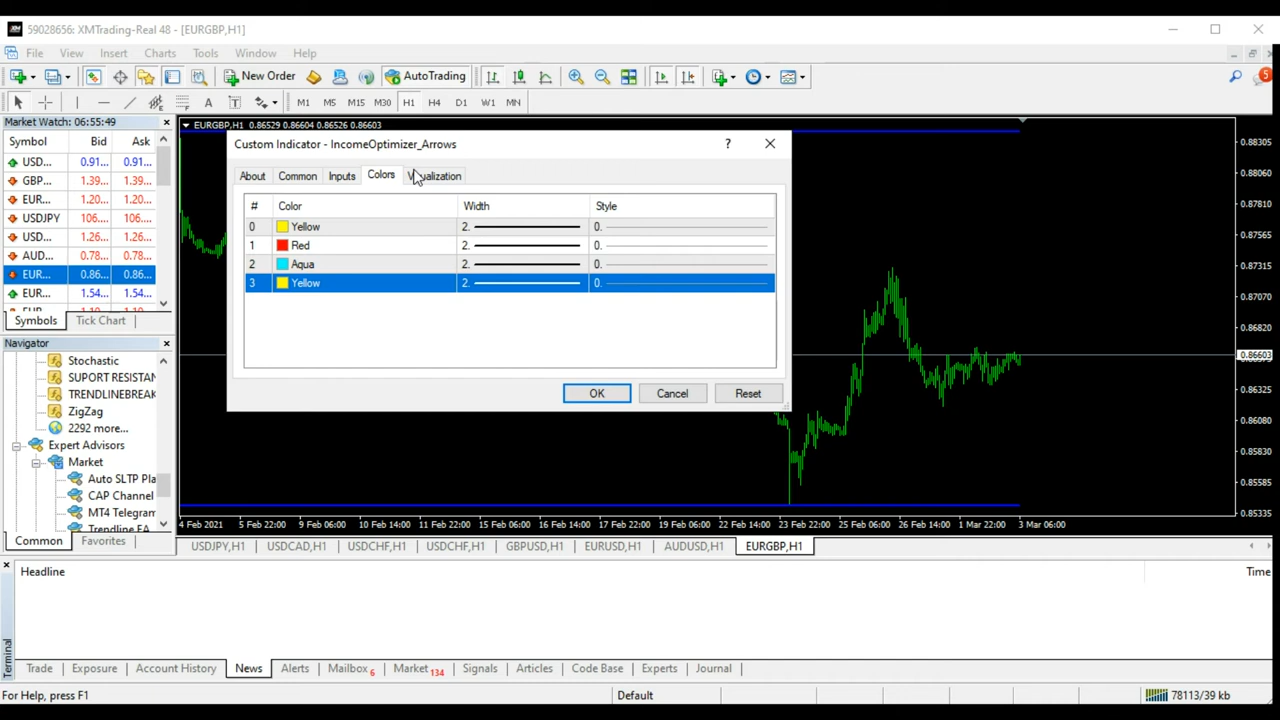 59028656: XMTrading-Real 48 - [EURGBP,H1]
File View Insert Charts Tools Window Help
New Order AutoTrading 5
A T M1 M5 M15 M30 H1 H4 D1 W1 MN
Market Watch: 06:55:49
Symbol Bid Ask
USD... 0.91... 0.91...
GBP... 1.39... 1.39...
EUR... 1.20... 1.20...
USDJPY 106.... 106....
USD... 1.26... 1.26...
AUD... 0.78... 0.78...
EUR... 0.86... 0.86...
EUR... 1.54... 1.54...
Symbols Tick Chart
Navigator
Stochastic
SUPORT RESISTAN
TRENDLINEBREAK
ZigZag
2292 more...
Expert Advisors
Market
Auto SLTP Pla
CAP Channel
MT4 Telegram
Trendline EA
Common Favorites
EURGBP,H1 0.86529 0.86604 0.86526 0.86603
Custom Indicator - IncomeOptimizer_Arrows ?
About Common Inputs Colors Visualization
# Color Width Style
0 Yellow 2. 0.
1 Red 2. 0.
2 Aqua 2. 0.
3 Yellow 2. 0.
OK Cancel Reset
0.88305
0.88060
0.87810
0.87565
0.87315
0.87070
0.86820
0.86603
0.86325
0.86080
0.85830
0.85585
0.85335
4 Feb 2021 5 Feb 22:00 9 Feb 06:00 10 Feb 14:00 11 Feb 22:00 15 Feb 06:00 16 Feb 14:00 17 Feb 22:00 19 Feb 06:00 22 Feb 14:00 23 Feb 22:00 25 Feb 06:00 26 Feb 14:00 1 Mar 22:00 3 Mar 06:00
USDJPY,H1 USDCAD,H1 USDCHF,H1 USDCHF,H1 GBPUSD,H1 EURUSD,H1 AUDUSD,H1 EURGBP,H1
Headline Time
Terminal
Trade Exposure Account History News Alerts Mailbox 6 Market 134 Signals Articles Code Base Experts Journal
For Help, press F1 Default 78113/39 kb